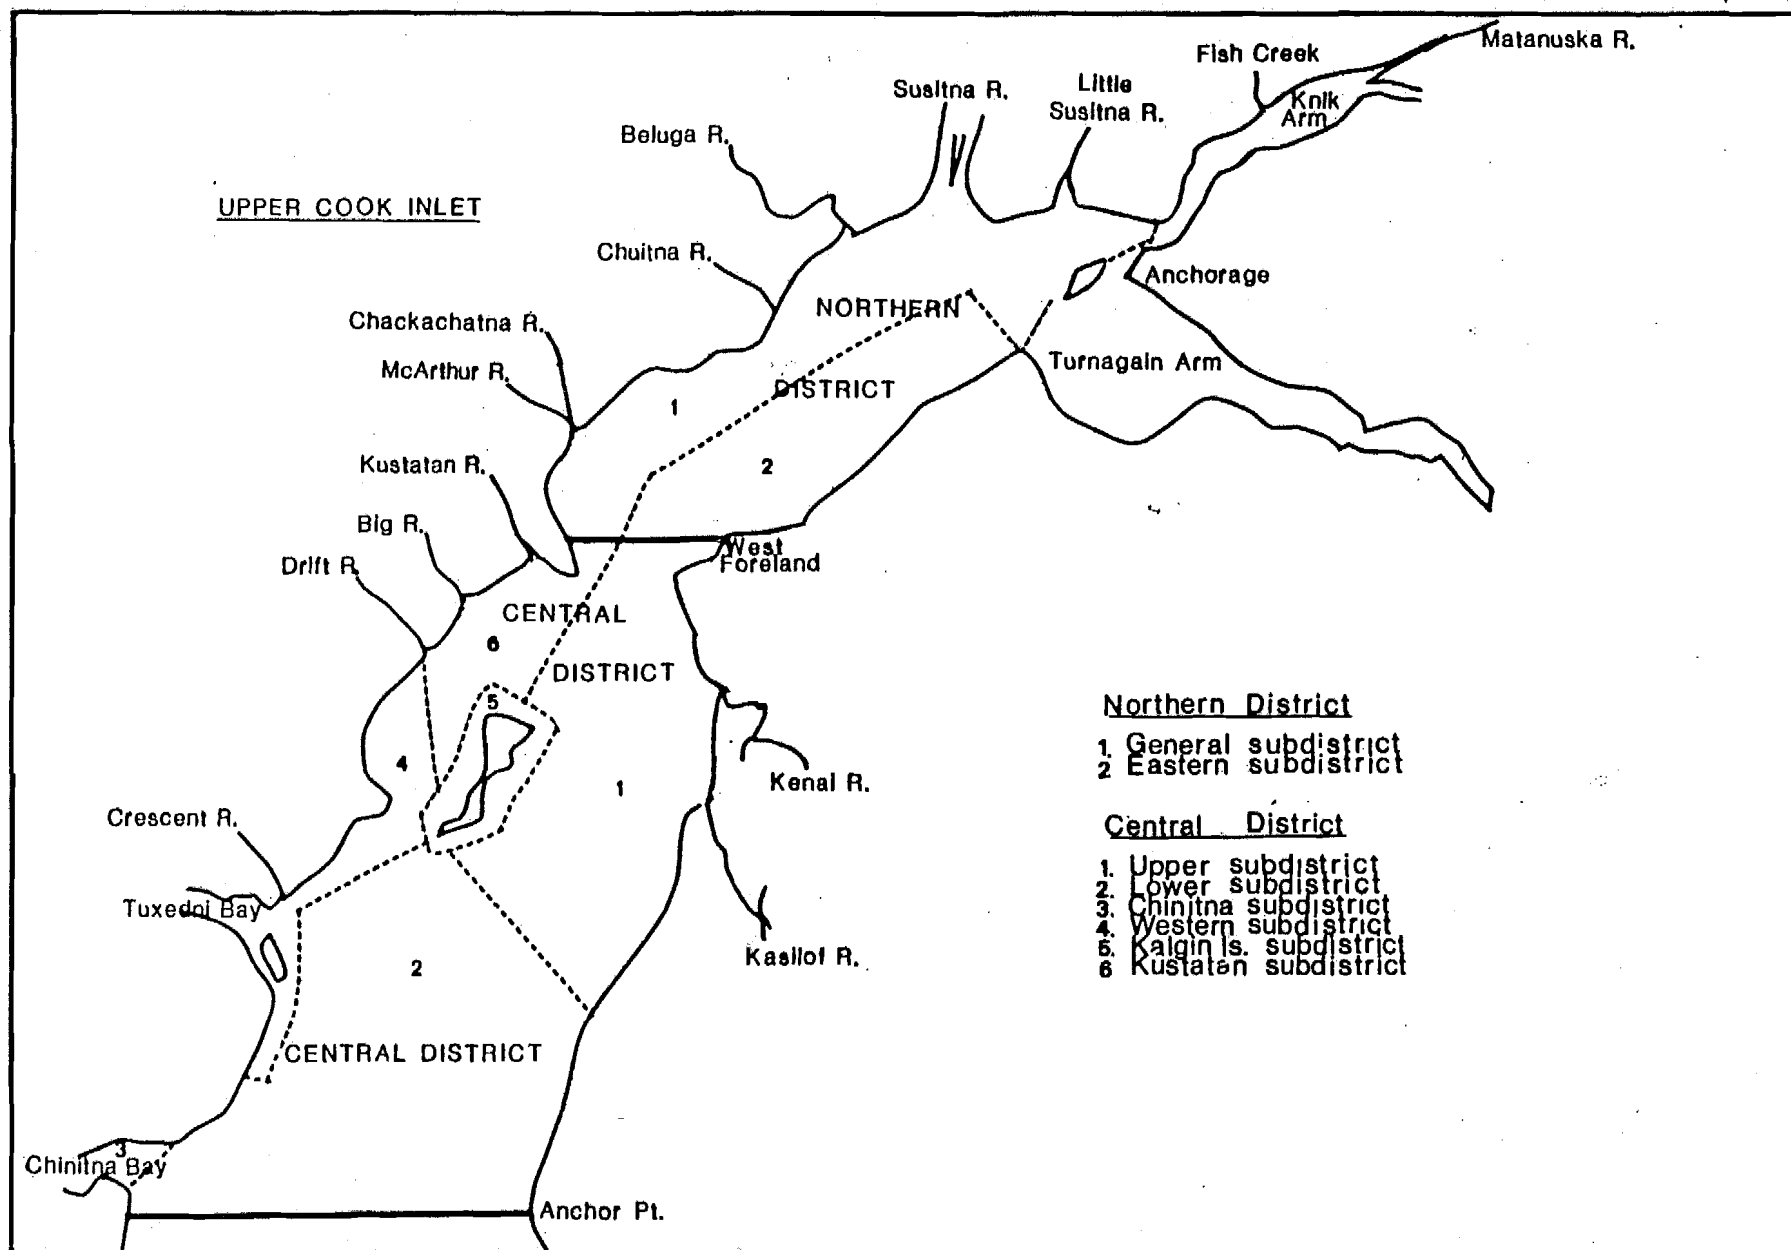 Matanuska R.
Fish Creek
Knik
Arm
Susitna R.
Little
Susitna R.
Beluga R.
UPPER COOK INLET
Chuitna R.
Anchorage
NORTHERN
Chackachatna R.
McArthur R.
Turnagain Arm
DISTRICT
1
2
Kustatan R.
Big R.
Drift R.
West
Foreland
CENTRAL
6
DISTRICT
5
4
1
Kenai R.
Northern District
1. General subdistrict
2 Eastern subdistrict
Central District
1. Upper subdistrict
2. Lower subdistrict
3. Chinitna subdistrict
4. Western subdistrict
5. Kalgin Is. subdistrict
6 Kustatan subdistrict
Crescent R.
Tuxedni Bay
Kasilof R.
2
CENTRAL DISTRICT
3
Chinitna Bay
Anchor Pt.